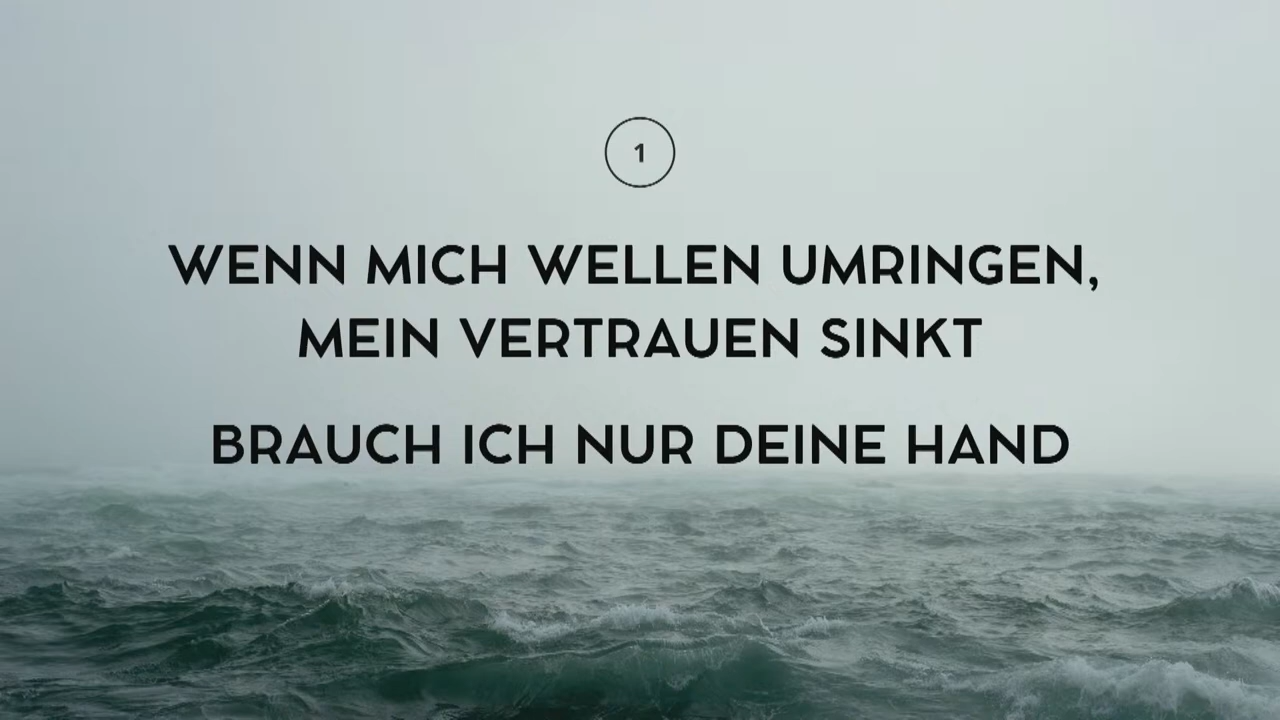 1
WENN MICH WELLEN UMRINGEN,
MEIN VERTRAUEN SINKT
BRAUCH ICH NUR DEINE HAND